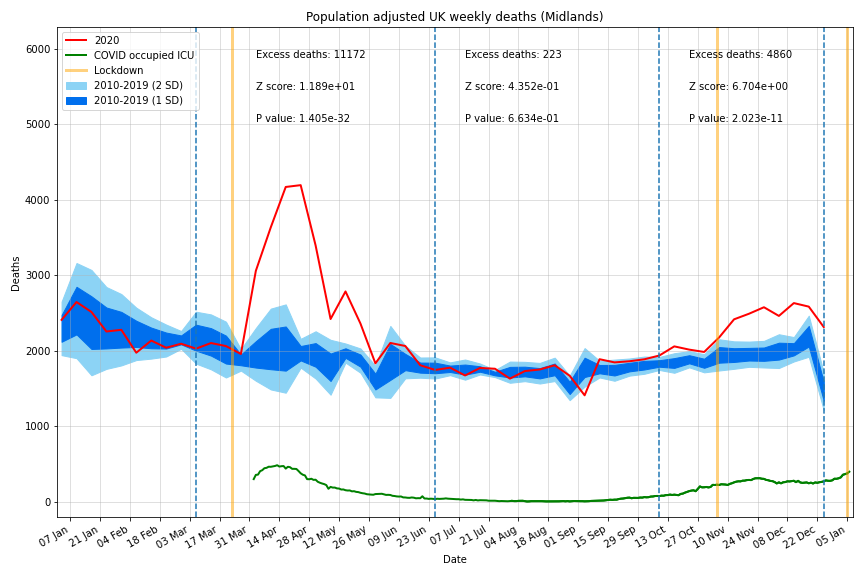 Population adjusted UK weekly deaths (Midlands)
2020
COVID occupied ICU
Lockdown
2010-2019 (2 SD)
2010-2019 (1 SD)
Excess deaths: 11172
Z score: 1.189e+01
P value: 1.405e-32
Excess deaths: 223
Z score: 4.352e-01
P value: 6.634e-01
Excess deaths: 4860
Z score: 6.704e+00
P value: 2.023e-11
Deaths
6000
5000
4000
3000
2000
1000
0
07 Jan
21 Jan
04 Feb
18 Feb
03 Mar
17 Mar
31 Mar
14 Apr
28 Apr
12 May
26 May
09 Jun
23 Jun
07 Jul
21 Jul
04 Aug
18 Aug
01 Sep
15 Sep
29 Sep
13 Oct
27 Oct
10 Nov
24 Nov
08 Dec
22 Dec
05 Jan
Date